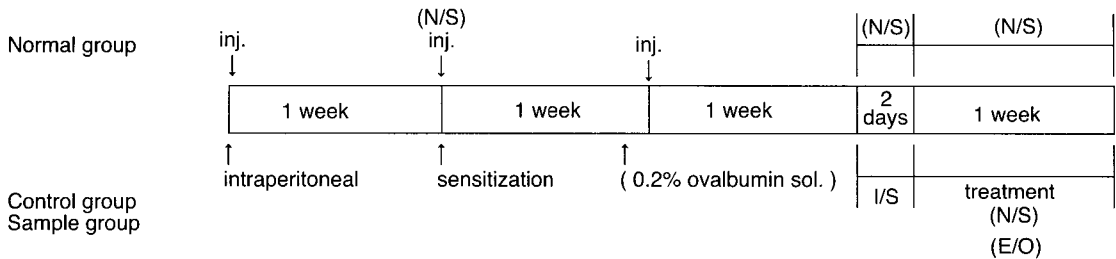 (N/S)
(N/S)
(N/S)
Normal group
inj.
inj.
inj.
1 week
1 week
1 week
2
days
1 week
intraperitoneal
sensitization
( 0.2% ovalbumin sol. )
Control group
Sample group
I/S
treatment
(N/S)
(E/O)